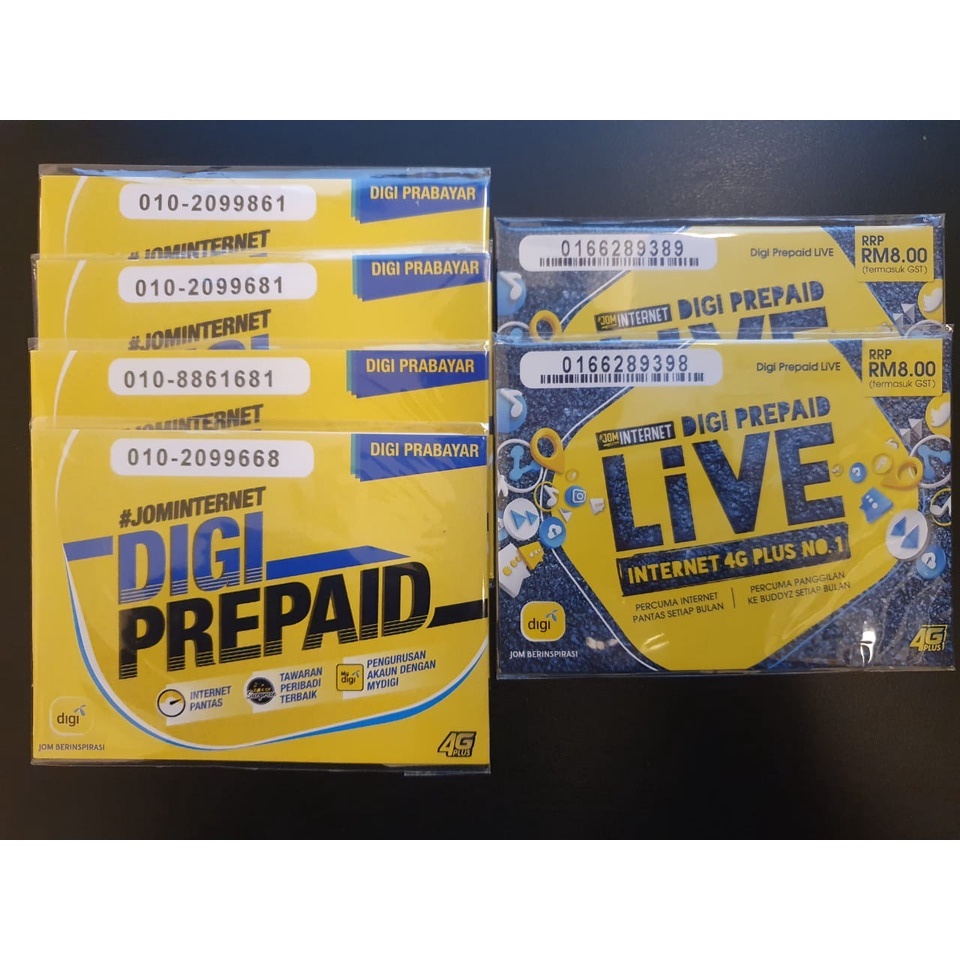 010-2099861
DIGI PRABAYAR
#JOMINTERNET
010-2099681
DIGI PRABAYAR
#JOMINTERNET
010-8861681
DIGI PRABAYAR
#JOMINTERNET
010-2099668
DIGI PRABAYAR
#JOMINTERNET
DIGI
PREPAID
INTERNET
PANTAS
TAWARAN
PERIBADI
TERBAIK
My
digi
PENGURUSAN
AKAUN DENGAN
MYDIGI
digi
JOM BERINSPIRASI
4G
PLUS
0166289389
Digi Prepaid LiVE
RRP
RM8.00
(termasuk GST)
#JOM INTERNET DIGI PREPAID
LiVE
0166289398
Digi Prepaid LiVE
RRP
RM8.00
(termasuk GST)
#JOM INTERNET DIGI PREPAID
LiVE
INTERNET 4G PLUS NO.1
PERCUMA INTERNET
PANTAS SETIAP BULAN
PERCUMA PANGGILAN
KE BUDDYZ SETIAP BULAN
digi
JOM BERINSPIRASI
4G
PLUS